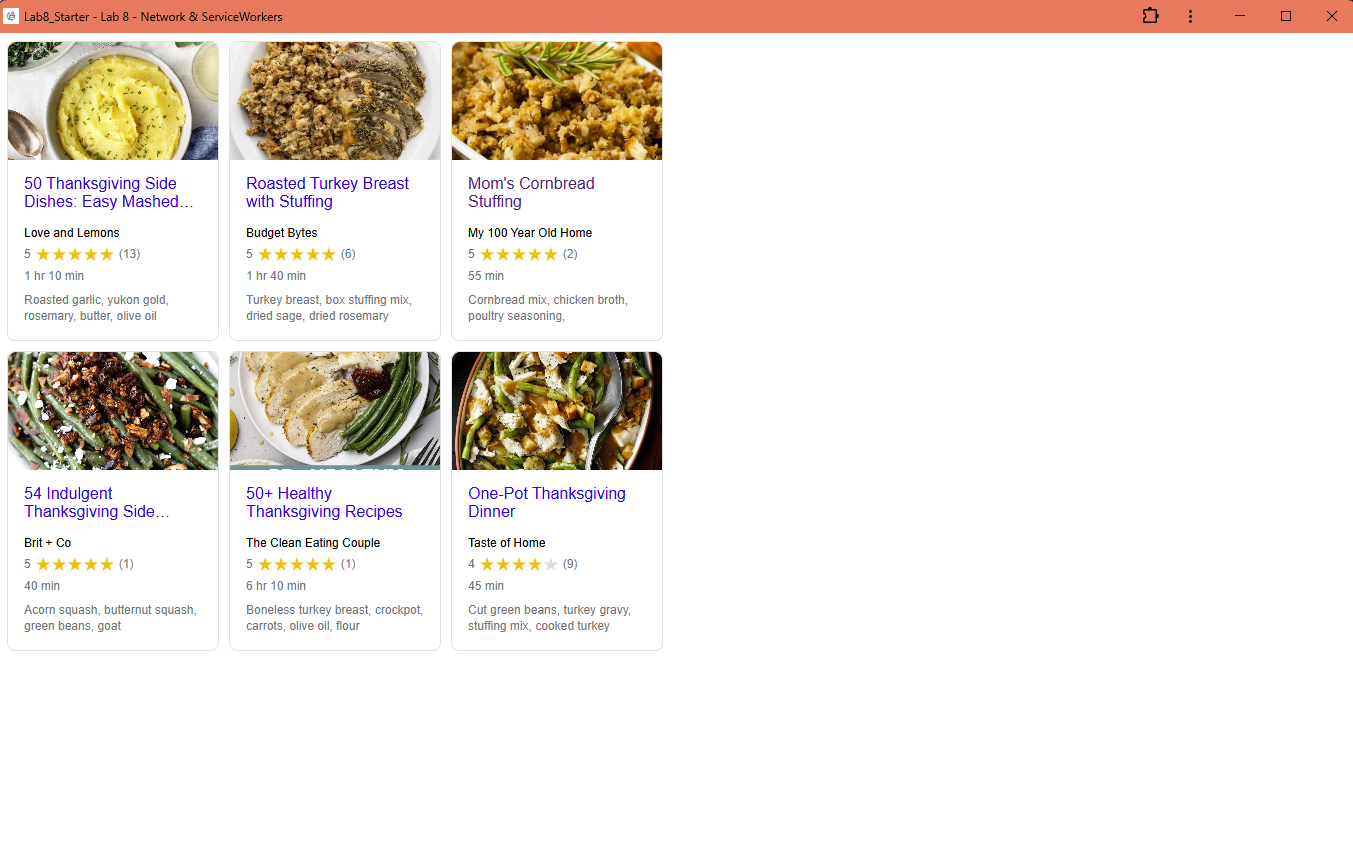 Lab8_Starter - Lab 8 - Network & ServiceWorkers
50 Thanksgiving Side
Dishes: Easy Mashed…
Love and Lemons
5 (13)
1 hr 10 min
Roasted garlic, yukon gold,
rosemary, butter, olive oil
Roasted Turkey Breast
with Stuffing
Budget Bytes
5 (6)
1 hr 40 min
Turkey breast, box stuffing mix,
dried sage, dried rosemary
Mom's Cornbread
Stuffing
My 100 Year Old Home
5 (2)
55 min
Cornbread mix, chicken broth,
poultry seasoning,
54 Indulgent
Thanksgiving Side…
Brit + Co
5 (1)
40 min
Acorn squash, butternut squash,
green beans, goat
50+ Healthy
Thanksgiving Recipes
The Clean Eating Couple
5 (1)
6 hr 10 min
Boneless turkey breast, crockpot,
carrots, olive oil, flour
One-Pot Thanksgiving
Dinner
Taste of Home
4 (9)
45 min
Cut green beans, turkey gravy,
stuffing mix, cooked turkey